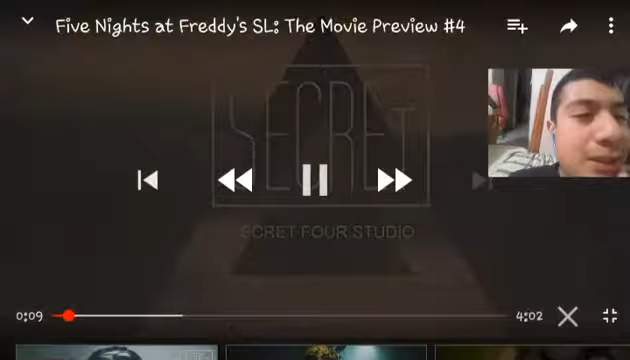 Five Nights at Freddy's SL: The Movie Preview #4
SECRET
SECRET FOUR STUDIO
0:09
4:02